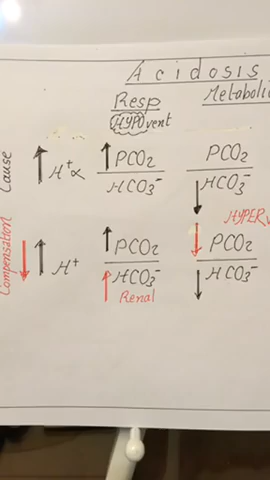 Acidosis
Resp Metabolic
HYPO vent
Cause ↑ H⁺ ∝ ↑ PCO₂ / HCO₃⁻ PCO₂ / ↓ HCO₃⁻
HYPER
Compensation ↓ ↑ H⁺ ↑ PCO₂ / ↑ HCO₃⁻ ↓ PCO₂ / ↓ HCO₃⁻
Renal